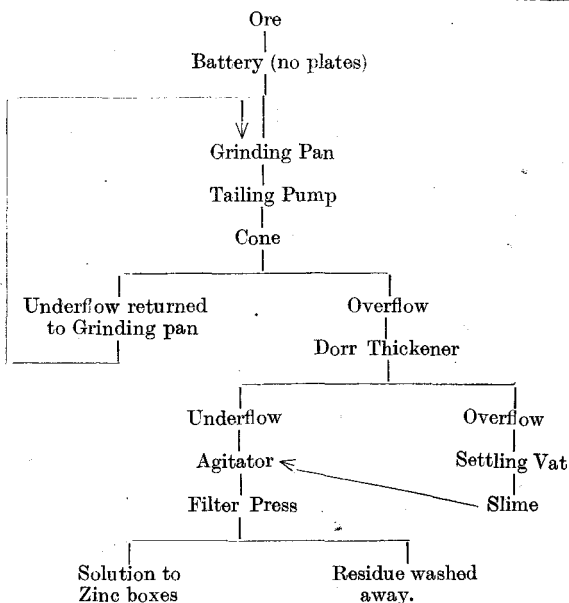 Ore
Battery (no plates)
Grinding Pan
Tailing Pump
Cone
Underflow returned
to Grinding pan
Overflow
Dorr Thickener
Underflow
Overflow
Agitator
Settling Vat
Filter Press
Slime
Solution to
Zinc boxes
Residue washed
away.